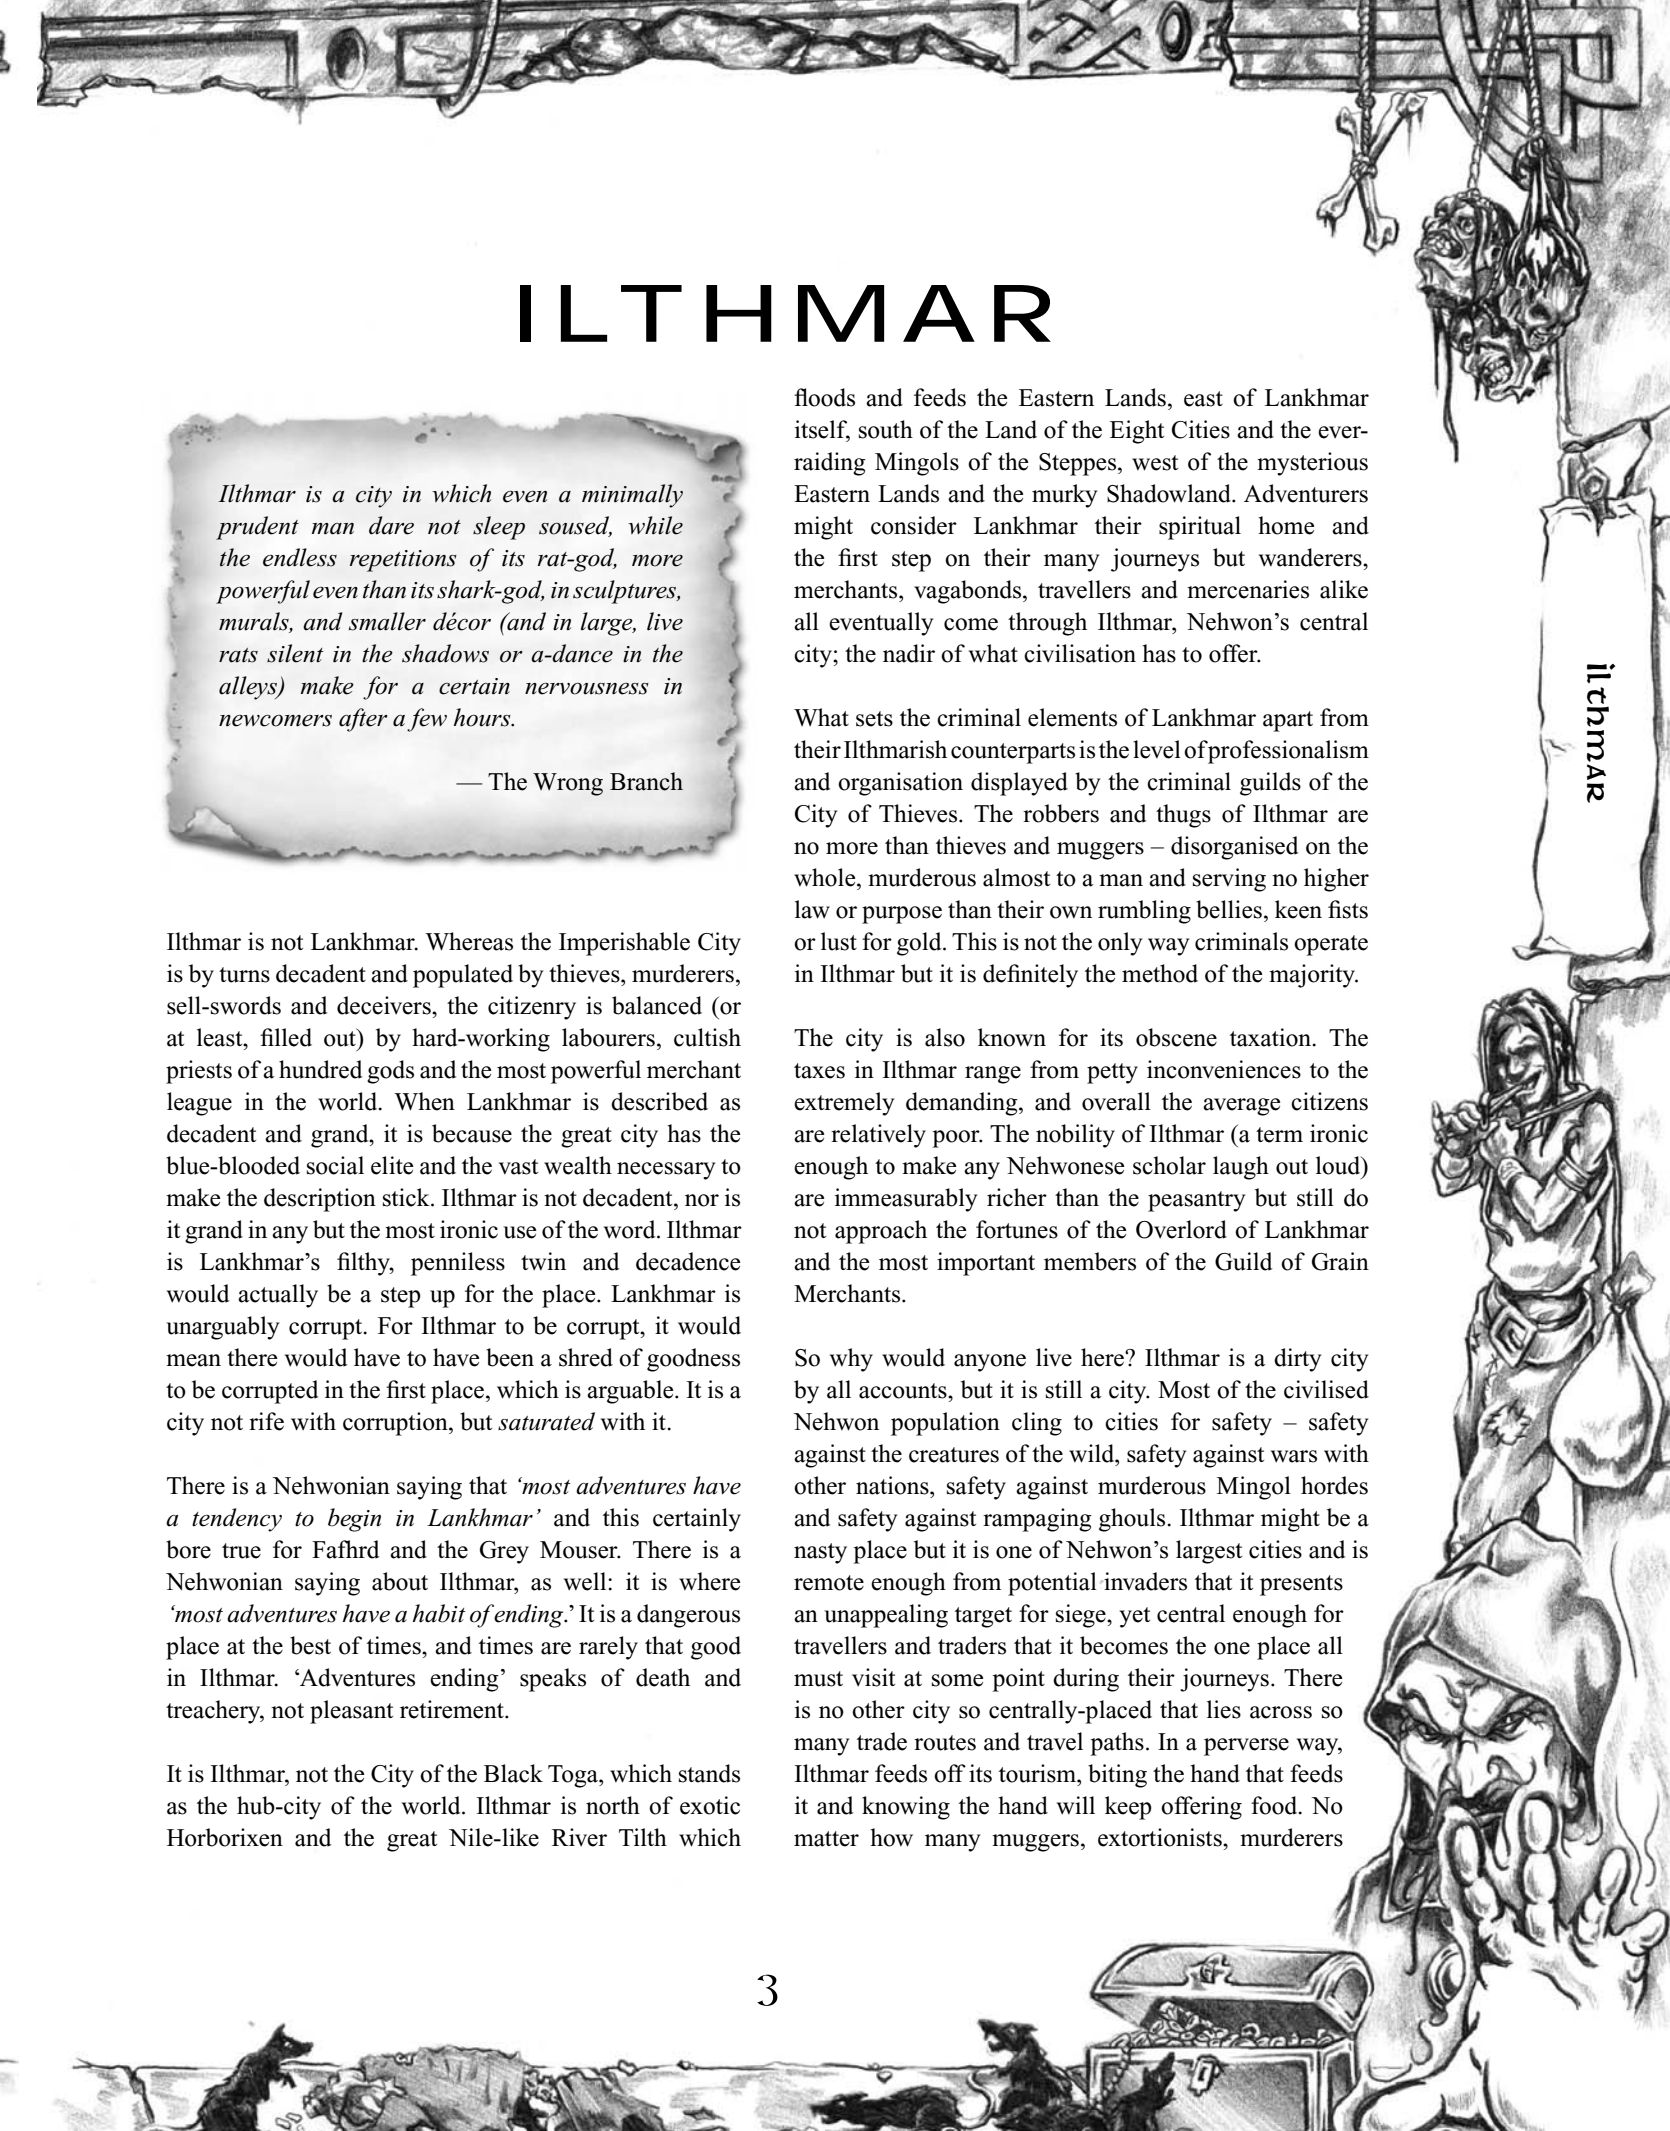 ILTHMAR
Ilthmar is a city in which even a minimally
prudent man dare not sleep soused, while
the endless repetitions of its rat-god, more
powerful even than its shark-god, in sculptures,
murals, and smaller décor (and in large, live
rats silent in the shadows or a-dance in the
alleys) make for a certain nervousness in
newcomers after a few hours.
— The Wrong Branch
Ilthmar is not Lankhmar. Whereas the Imperishable City
is by turns decadent and populated by thieves, murderers,
sell-swords and deceivers, the citizenry is balanced (or
at least, filled out) by hard-working labourers, cultish
priests of a hundred gods and the most powerful merchant
league in the world. When Lankhmar is described as
decadent and grand, it is because the great city has the
blue-blooded social elite and the vast wealth necessary to
make the description stick. Ilthmar is not decadent, nor is
it grand in any but the most ironic use of the word. Ilthmar
is Lankhmar’s filthy, penniless twin and decadence
would actually be a step up for the place. Lankhmar is
unarguably corrupt. For Ilthmar to be corrupt, it would
mean there would have to have been a shred of goodness
to be corrupted in the first place, which is arguable. It is a
city not rife with corruption, but saturated with it.
There is a Nehwonian saying that ‘most adventures have
a tendency to begin in Lankhmar’ and this certainly
bore true for Fafhrd and the Grey Mouser. There is a
Nehwonian saying about Ilthmar, as well: it is where
‘most adventures have a habit of ending.’ It is a dangerous
place at the best of times, and times are rarely that good
in Ilthmar. ‘Adventures ending’ speaks of death and
treachery, not pleasant retirement.
It is Ilthmar, not the City of the Black Toga, which stands
as the hub-city of the world. Ilthmar is north of exotic
Horborixen and the great Nile-like River Tilth which
floods and feeds the Eastern Lands, east of Lankhmar
itself, south of the Land of the Eight Cities and the ever-
raiding Mingols of the Steppes, west of the mysterious
Eastern Lands and the murky Shadowland. Adventurers
might consider Lankhmar their spiritual home and
the first step on their many journeys but wanderers,
merchants, vagabonds, travellers and mercenaries alike
all eventually come through Ilthmar, Nehwon’s central
city; the nadir of what civilisation has to offer.
What sets the criminal elements of Lankhmar apart from
their Ilthmarish counterparts is the level of professionalism
and organisation displayed by the criminal guilds of the
City of Thieves. The robbers and thugs of Ilthmar are
no more than thieves and muggers – disorganised on the
whole, murderous almost to a man and serving no higher
law or purpose than their own rumbling bellies, keen fists
or lust for gold. This is not the only way criminals operate
in Ilthmar but it is definitely the method of the majority.
The city is also known for its obscene taxation. The
taxes in Ilthmar range from petty inconveniences to the
extremely demanding, and overall the average citizens
are relatively poor. The nobility of Ilthmar (a term ironic
enough to make any Nehwonese scholar laugh out loud)
are immeasurably richer than the peasantry but still do
not approach the fortunes of the Overlord of Lankhmar
and the most important members of the Guild of Grain
Merchants.
So why would anyone live here? Ilthmar is a dirty city
by all accounts, but it is still a city. Most of the civilised
Nehwon population cling to cities for safety – safety
against the creatures of the wild, safety against wars with
other nations, safety against murderous Mingol hordes
and safety against rampaging ghouls. Ilthmar might be a
nasty place but it is one of Nehwon’s largest cities and is
remote enough from potential invaders that it presents
an unappealing target for siege, yet central enough for
travellers and traders that it becomes the one place all
must visit at some point during their journeys. There
is no other city so centrally-placed that lies across so
many trade routes and travel paths. In a perverse way,
Ilthmar feeds off its tourism, biting the hand that feeds
it and knowing the hand will keep offering food. No
matter how many muggers, extortionists, murderers
Ilthmar
3